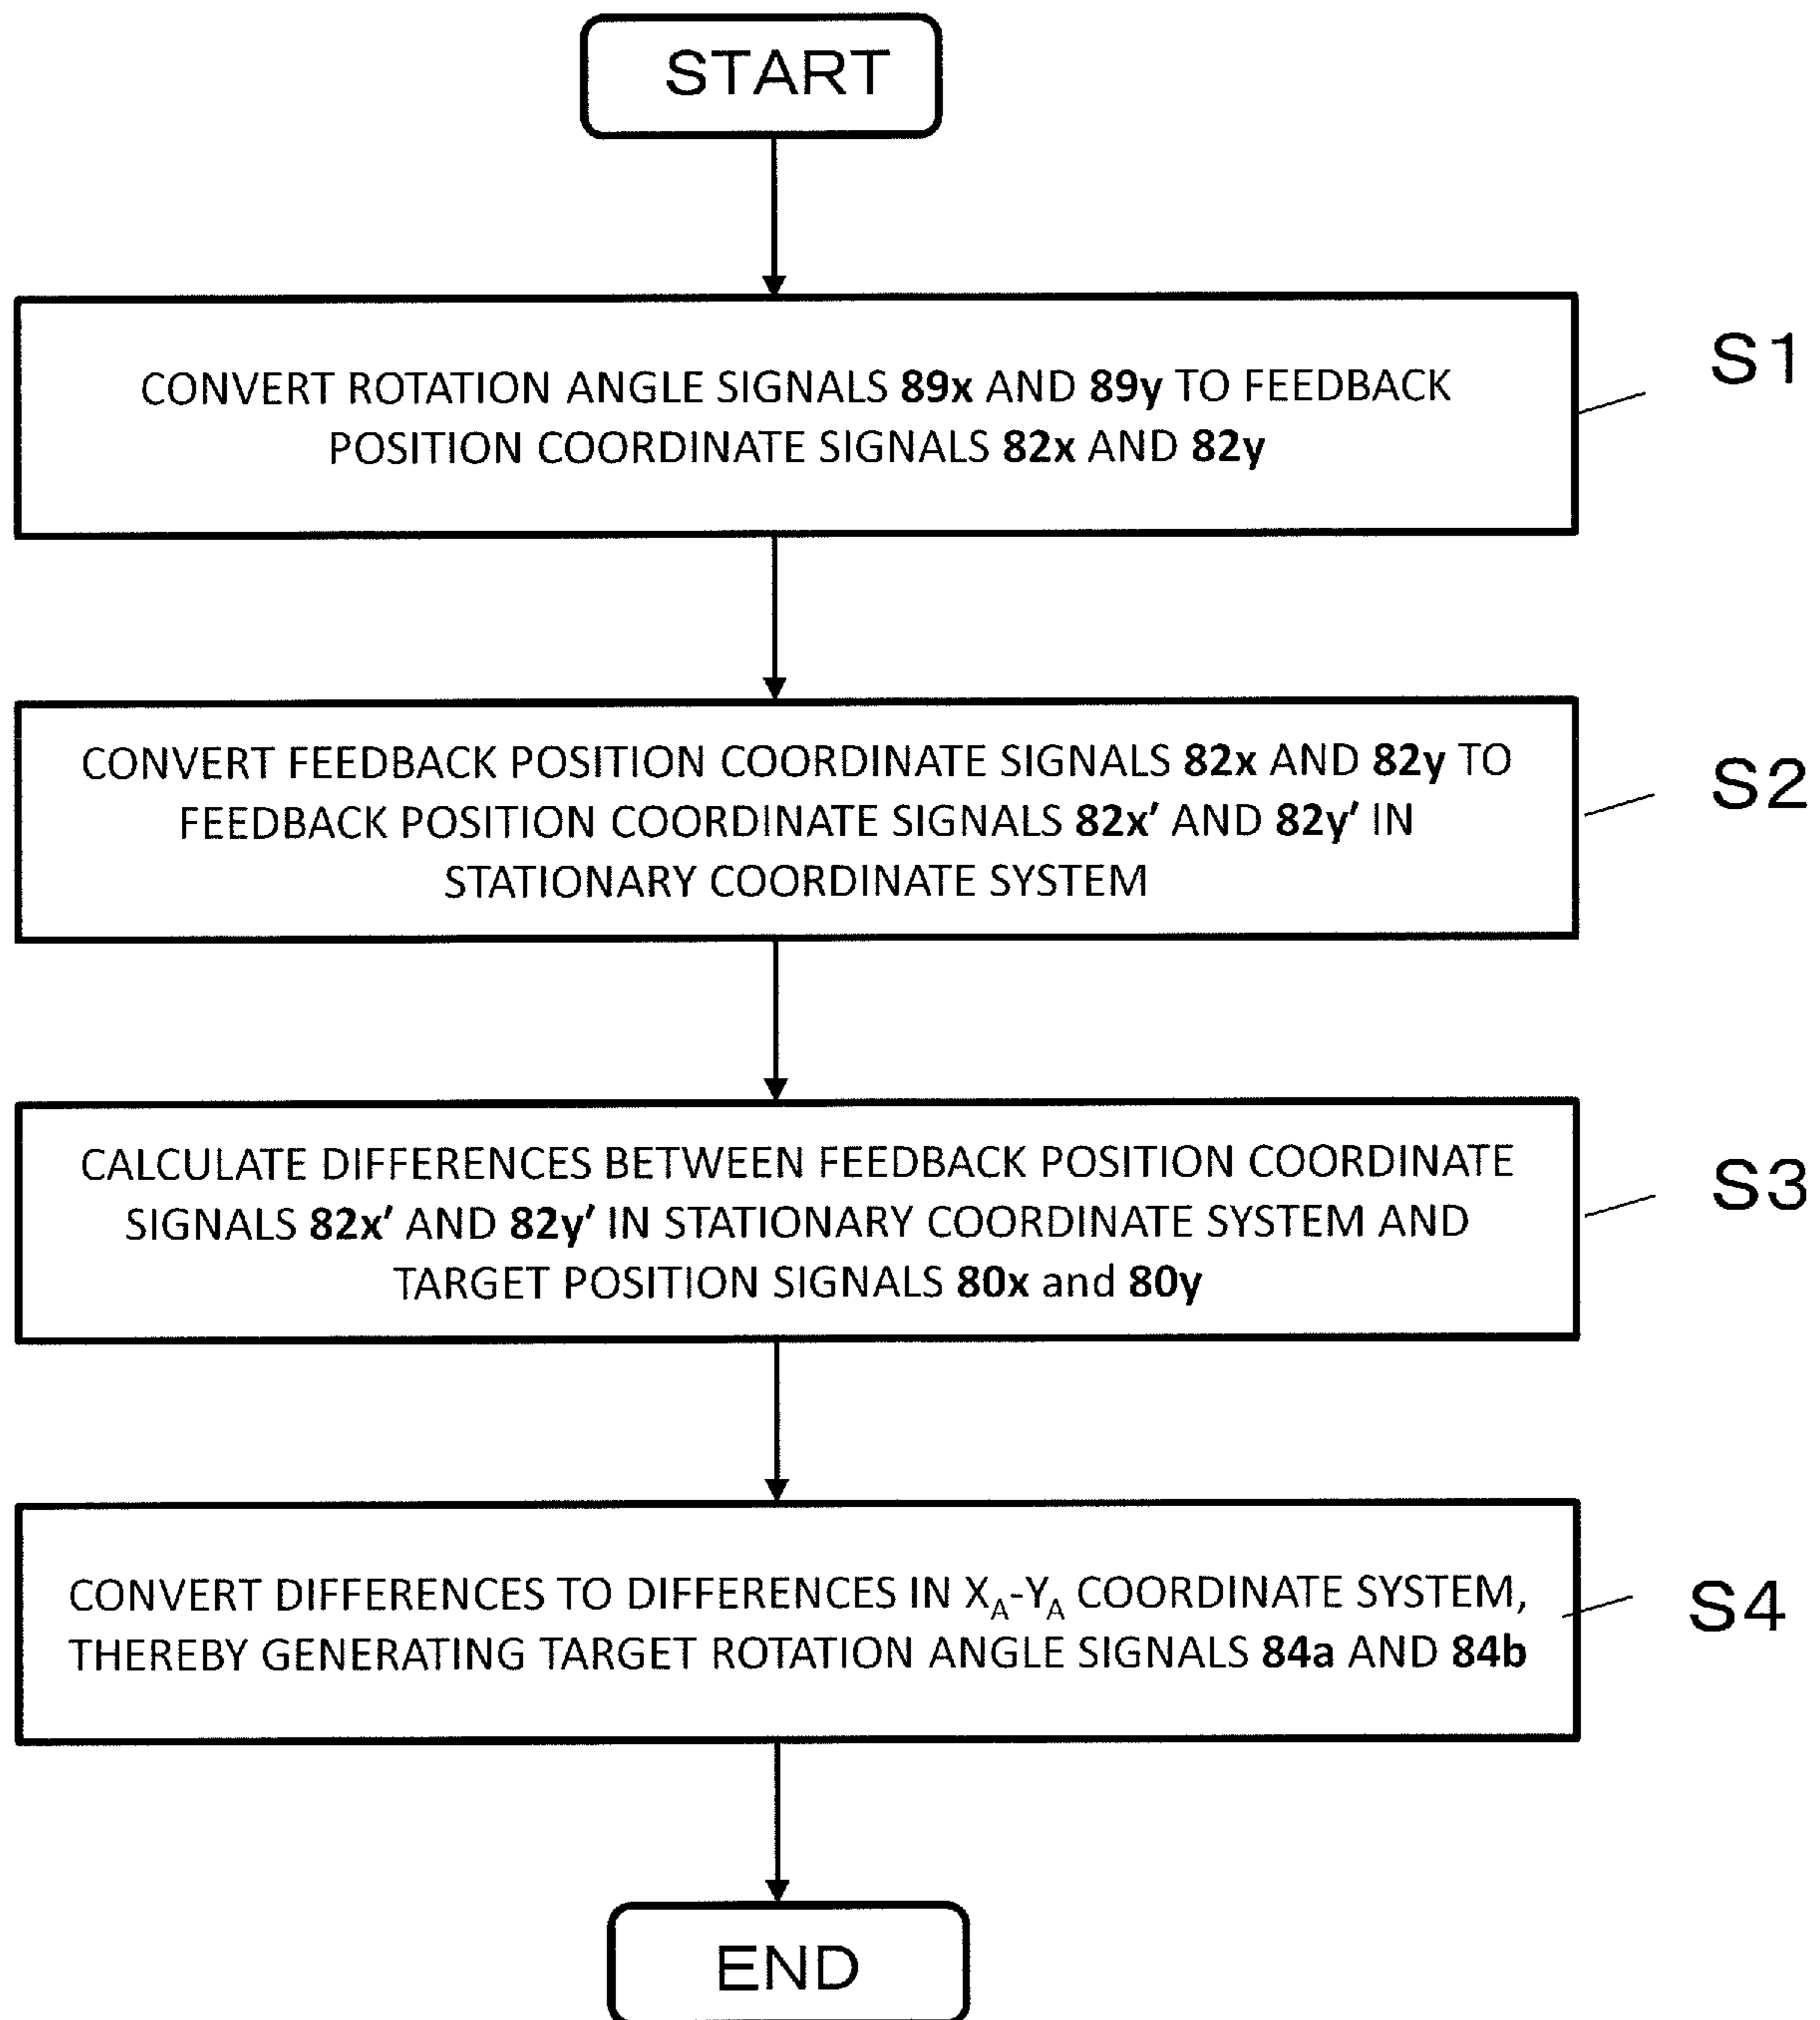 START
CONVERT ROTATION ANGLE SIGNALS 89x AND 89y TO FEEDBACK
POSITION COORDINATE SIGNALS 82x AND 82y
S1
CONVERT FEEDBACK POSITION COORDINATE SIGNALS 82x AND 82y TO
FEEDBACK POSITION COORDINATE SIGNALS 82x' AND 82y' IN
STATIONARY COORDINATE SYSTEM
S2
CALCULATE DIFFERENCES BETWEEN FEEDBACK POSITION COORDINATE
SIGNALS 82x' AND 82y' IN STATIONARY COORDINATE SYSTEM AND
TARGET POSITION SIGNALS 80x and 80y
S3
CONVERT DIFFERENCES TO DIFFERENCES IN X_A-Y_A COORDINATE SYSTEM,
THEREBY GENERATING TARGET ROTATION ANGLE SIGNALS 84a AND 84b
S4
END